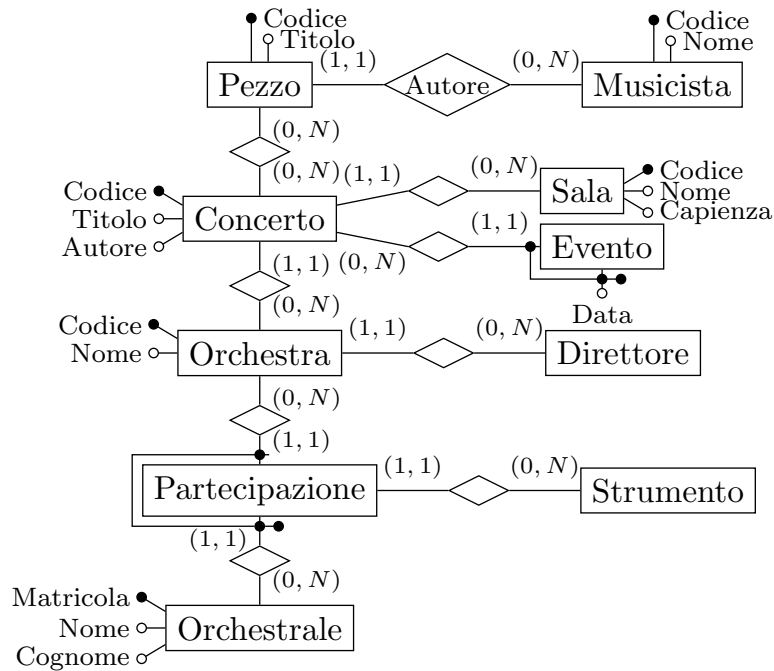 Codice
Titolo
Codice
Nome
Pezzo (1, 1) Autore (0, N) Musicista
(0, N)
(0, N)
Codice
Titolo
Autore
Concerto
(1, 1) (0, N) Sala
Codice
Nome
Capienza
(0, N) (1, 1) Evento
Data
(1, 1)
(0, N)
Codice
Nome
Orchestra (1, 1) (0, N) Direttore
(0, N)
(1, 1)
Partecipazione (1, 1) (0, N) Strumento
(1, 1)
(0, N)
Matricola
Nome
Cognome
Orchestrale